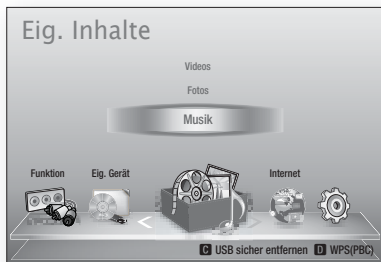 Eig. Inhalte
Videos
Fotos
Musik
Funktion Eig. Gerät Internet
C USB sicher entfernen D WPS(PBC)